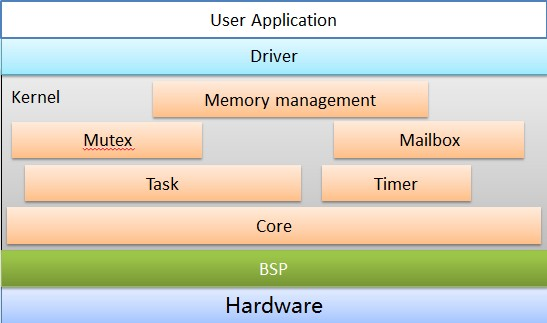 User Application
Driver
Kernel
Memory management
Mutex
Mailbox
Task
Timer
Core
BSP
Hardware